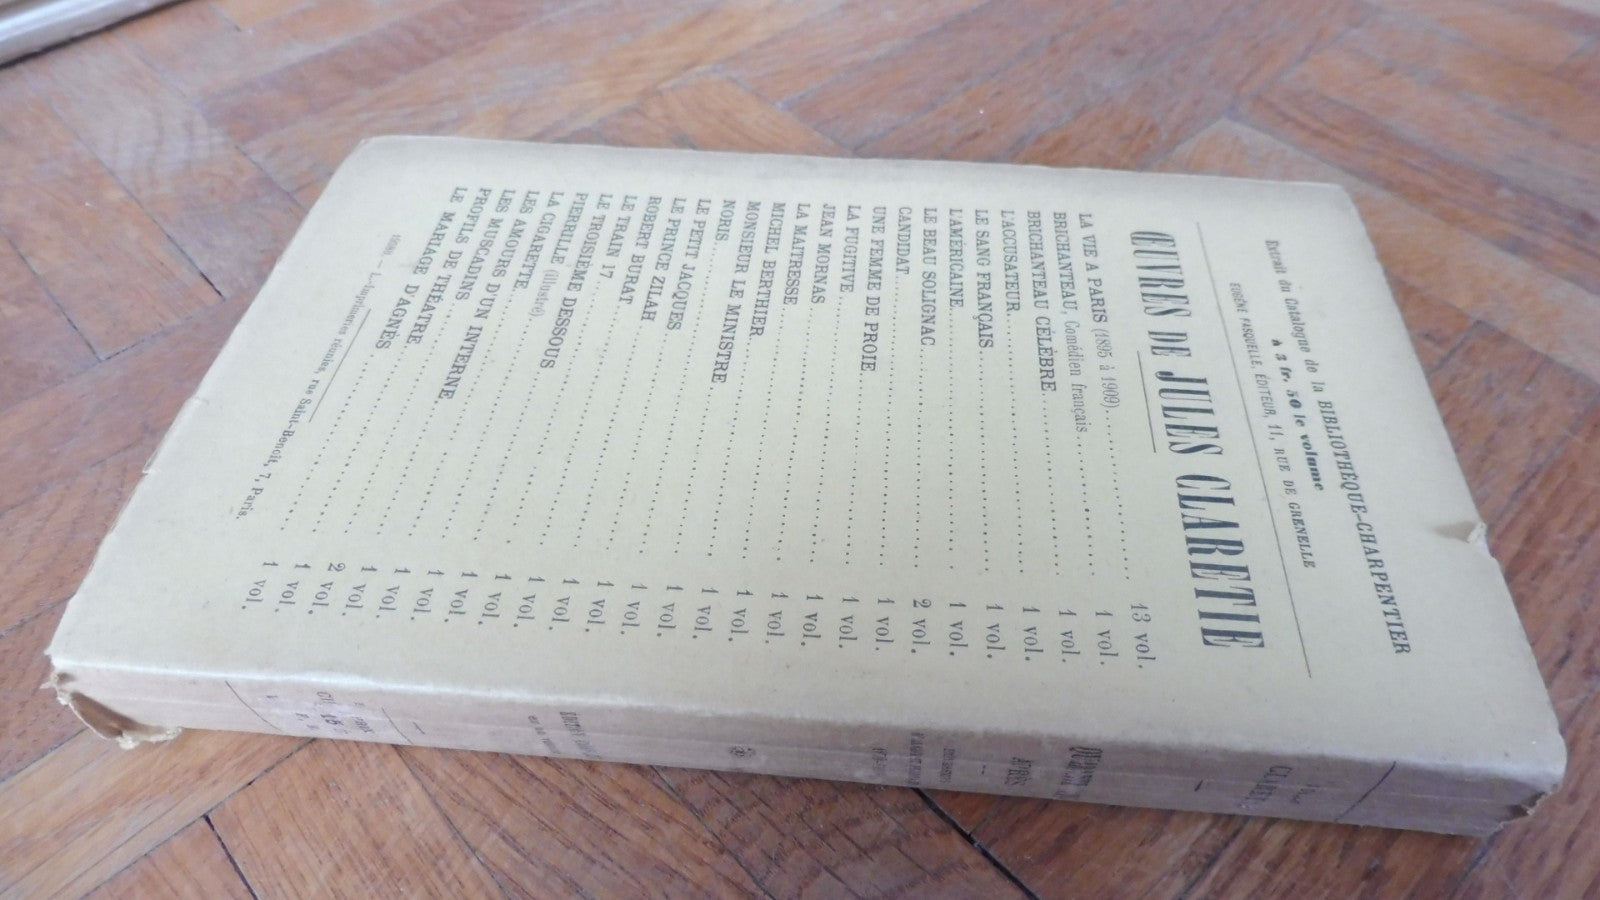 Extrait du Catalogue de la BIBLIOTHÈQUE-CHARPENTIER
à 3 fr. 50 le volume
EUGÈNE FASQUELLE, ÉDITEUR, 11, RUE DE GRENELLE
ŒUVRES DE JULES CLARETIE
LA VIE A PARIS (1895 à 1909) 13 vol.
BRICHANTEAU, Comédien français 1 vol.
BRICHANTEAU CÉLÈBRE 1 vol.
L'ACCUSATEUR 1 vol.
LE SANG FRANÇAIS 1 vol.
L'AMERICAINE 1 vol.
LE BEAU SOLIGNAC 2 vol.
CANDIDAT 1 vol.
UNE FEMME DE PROIE 1 vol.
LA FUGITIVE 1 vol.
JEAN MORNAS 1 vol.
LA MAITRESSE 1 vol.
MICHEL BERTHIER 1 vol.
MONSIEUR LE MINISTRE 1 vol.
NORIS 1 vol.
LE PETIT JACQUES 1 vol.
LE PRINCE ZILAH 1 vol.
ROBERT BURAT 1 vol.
LE TRAIN 17 1 vol.
LE TROISIÈME DESSOUS 1 vol.
PIERRILLE (illustré) 1 vol.
LA CIGARETTE 1 vol.
LES AMOURS D'UN INTERNE 1 vol.
LES MUSCADINS 2 vol.
PROFILS DE THÉATRE 1 vol.
LE MARIAGE D'AGNÈS 1 vol.
L.-Imprimeries réunies, rue Saint-Benoit, 7, Paris.